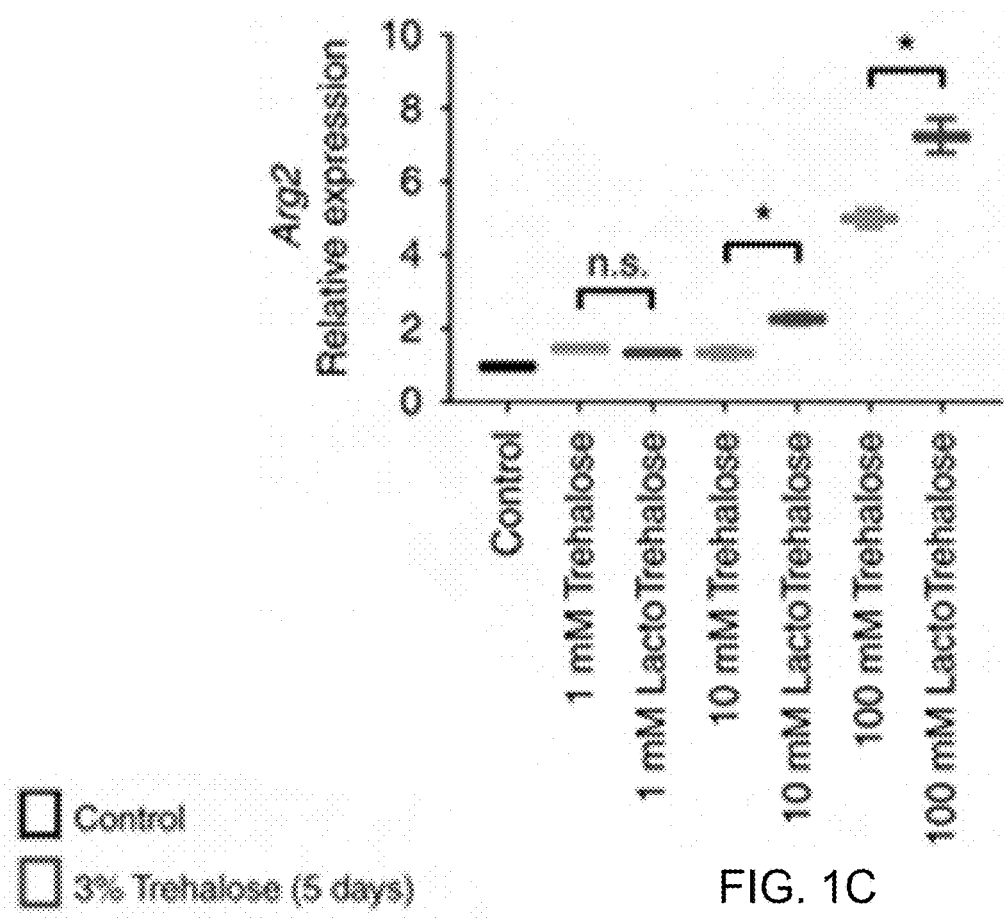 Arg2
Relative expression
10
8
6
4
2
0
n.s.
*
*
Control
1 mM Trehalose
1 mM LactoTrehalose
10 mM Trehalose
10 mM LactoTrehalose
100 mM Trehalose
100 mM LactoTrehalose
Control
3% Trehalose (5 days)
FIG. 1C